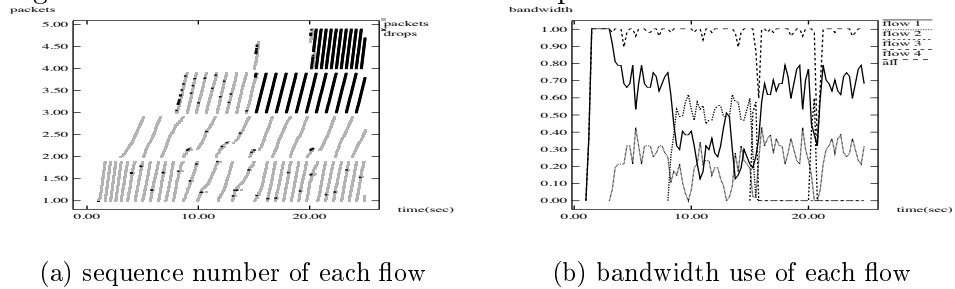 packets
5.00
4.50
4.00
3.50
3.00
2.50
2.00
1.50
1.00
0.00
10.00
20.00
time(sec)
packets
drops
(a) sequence number of each flow
bandwidth
1.00
0.90
0.80
0.70
0.60
0.50
0.40
0.30
0.20
0.10
0.00
0.00
10.00
20.00
time(sec)
flow 1
flow 2
flow 3
flow 4
all
(b) bandwidth use of each flow